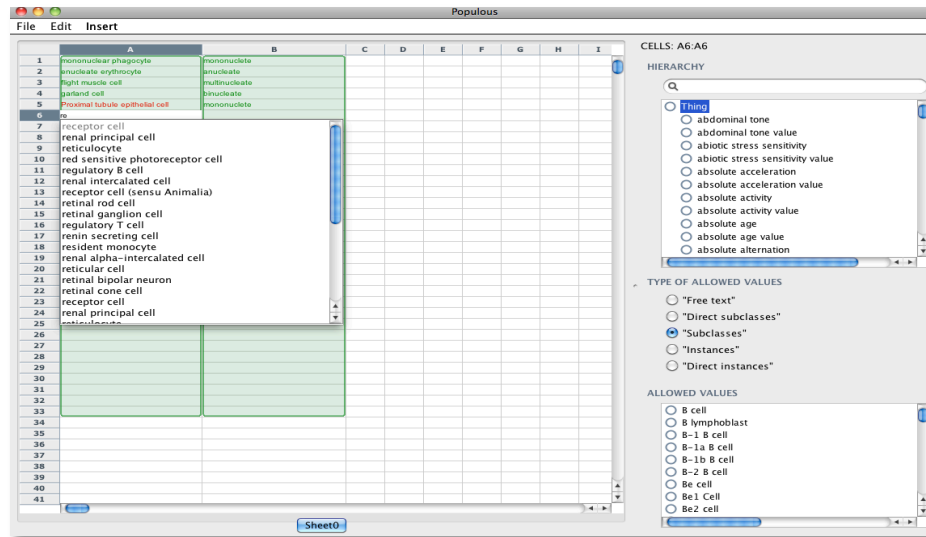 Populous
File Edit Insert
A B C D E F G H I
1 mononuclear phagocyte mononuclete
2 enucleate erythrocyte anucleate
3 flight muscle cell multinucleate
4 garland cell binucleate
5 Proximal tubule epithelial cell mononuclete
6 re
7 receptor cell
8 renal principal cell
9 reticulocyte
10 red sensitive photoreceptor cell
11 regulatory B cell
12 renal intercalated cell
13 receptor cell (sensu Animalia)
14 retinal rod cell
15 retinal ganglion cell
16 regulatory T cell
17 renin secreting cell
18 resident monocyte
19 renal alpha-intercalated cell
20 reticular cell
21 retinal bipolar neuron
22 retinal cone cell
23 receptor cell
24 renal principal cell
25 reticulocyte
26
27
28
29
30
31
32
33
34
35
36
37
38
39
40
41
Sheet0
CELLS: A6:A6
HIERARCHY
Thing
abdominal tone
abdominal tone value
abiotic stress sensitivity
abiotic stress sensitivity value
absolute acceleration
absolute acceleration value
absolute activity
absolute activity value
absolute age
absolute age value
absolute alternation
TYPE OF ALLOWED VALUES
"Free text"
"Direct subclasses"
"Subclasses"
"Instances"
"Direct instances"
ALLOWED VALUES
B cell
B lymphoblast
B-1 B cell
B-1a B cell
B-1b B cell
B-2 B cell
Be cell
Be1 Cell
Be2 cell